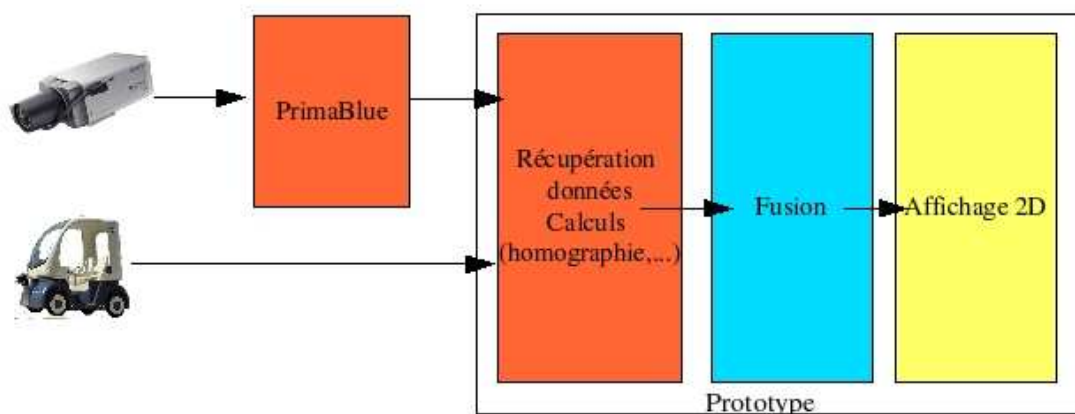 PrimaBlue
Récupération
données
Calculs
(homographie,...)
Fusion
Affichage 2D
Prototype